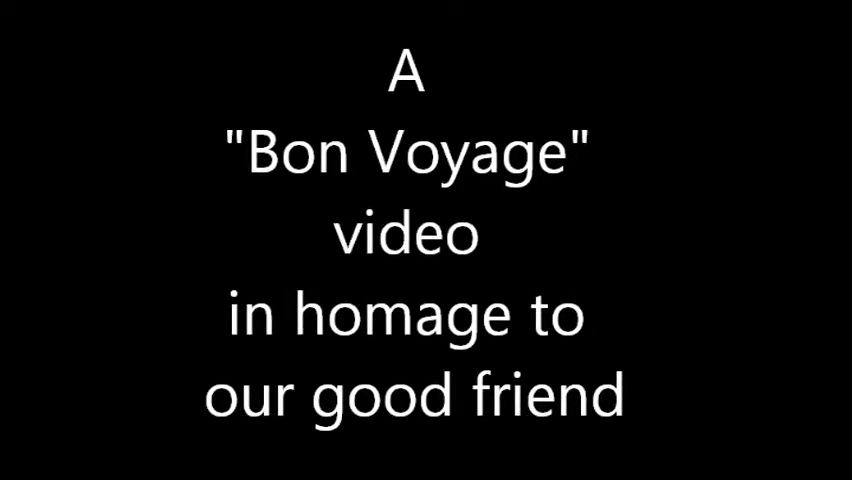 A
"Bon Voyage"
video
in homage to
our good friend